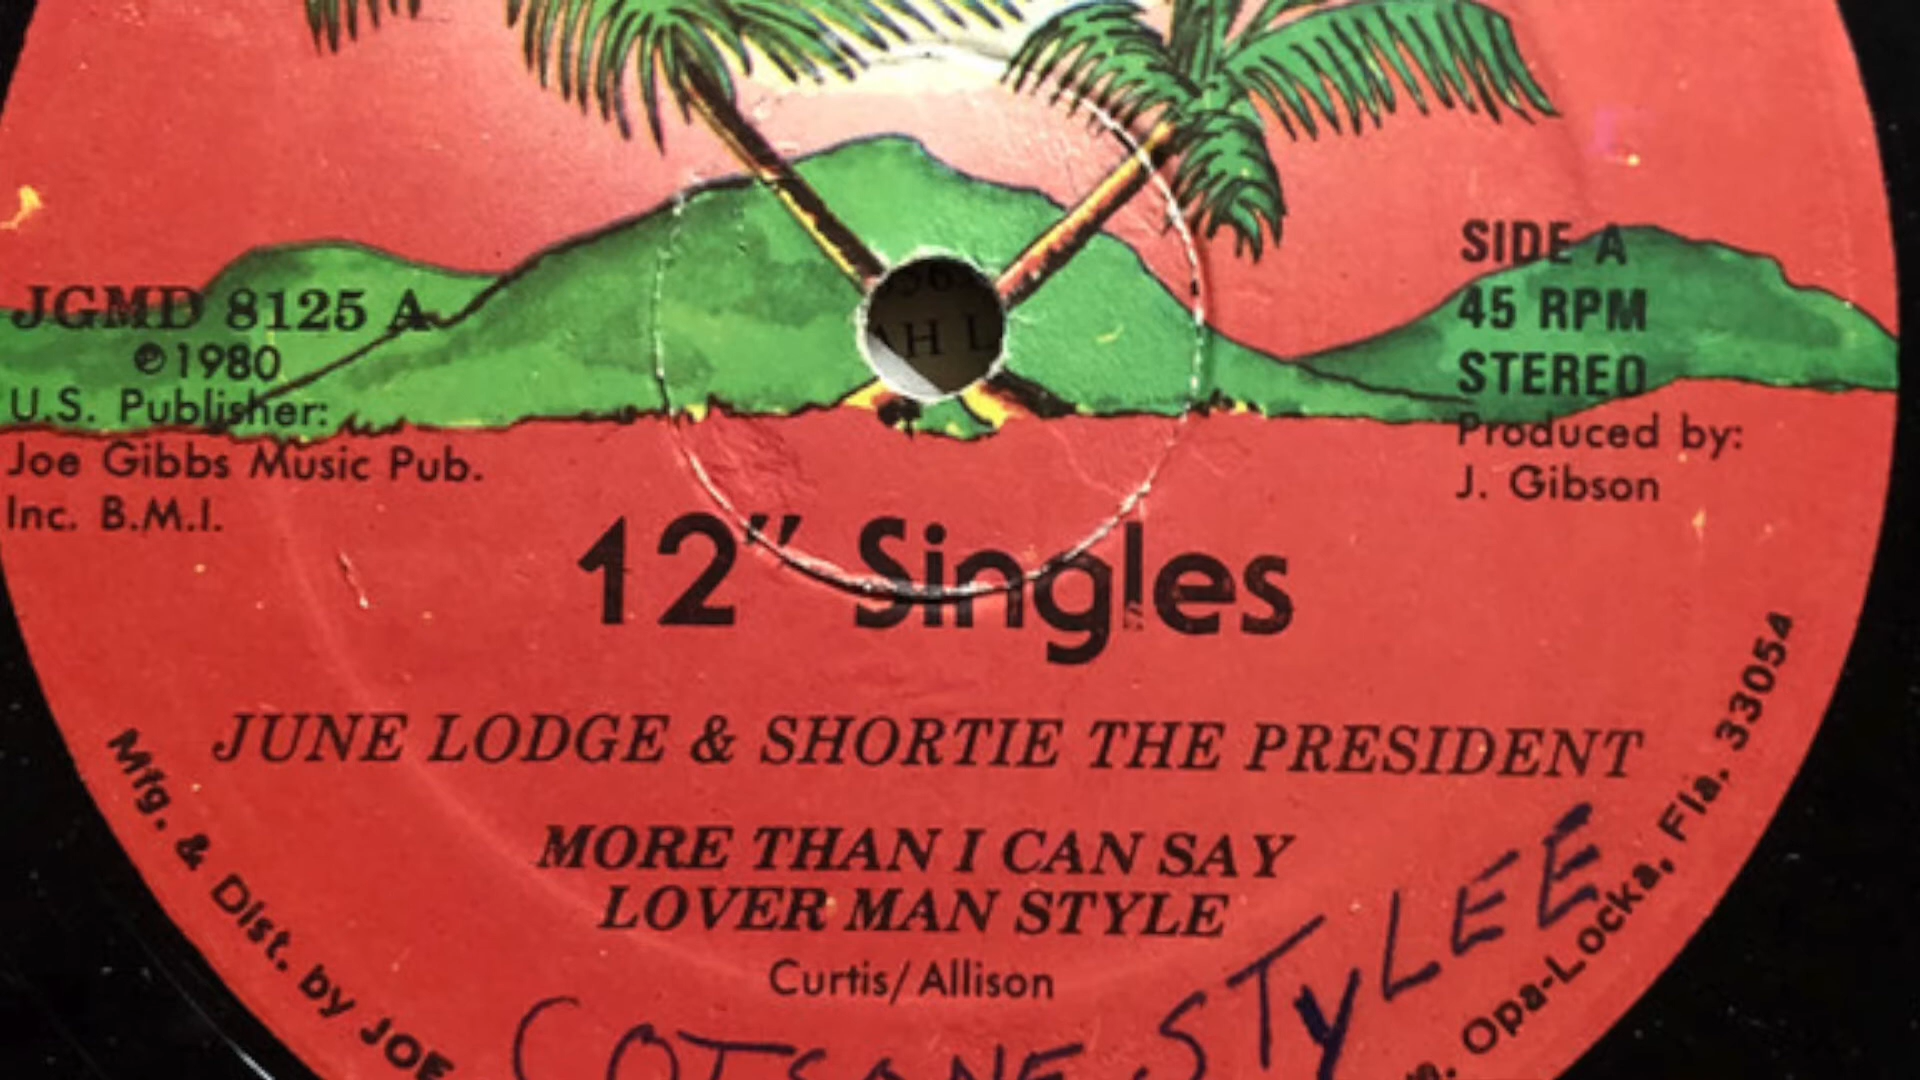 JGMD 8125 A
℗1980
U.S. Publisher:
Joe Gibbs Music Pub.
Inc. B.M.I.
SIDE A
45 RPM
STEREO
Produced by:
J. Gibson
12" Singles
JUNE LODGE & SHORTIE THE PRESIDENT
MORE THAN I CAN SAY
LOVER MAN STYLE
Curtis/Allison
STYLEE
Mfg. & Dist. by JOE
Opa-Locka, Fla. 33054